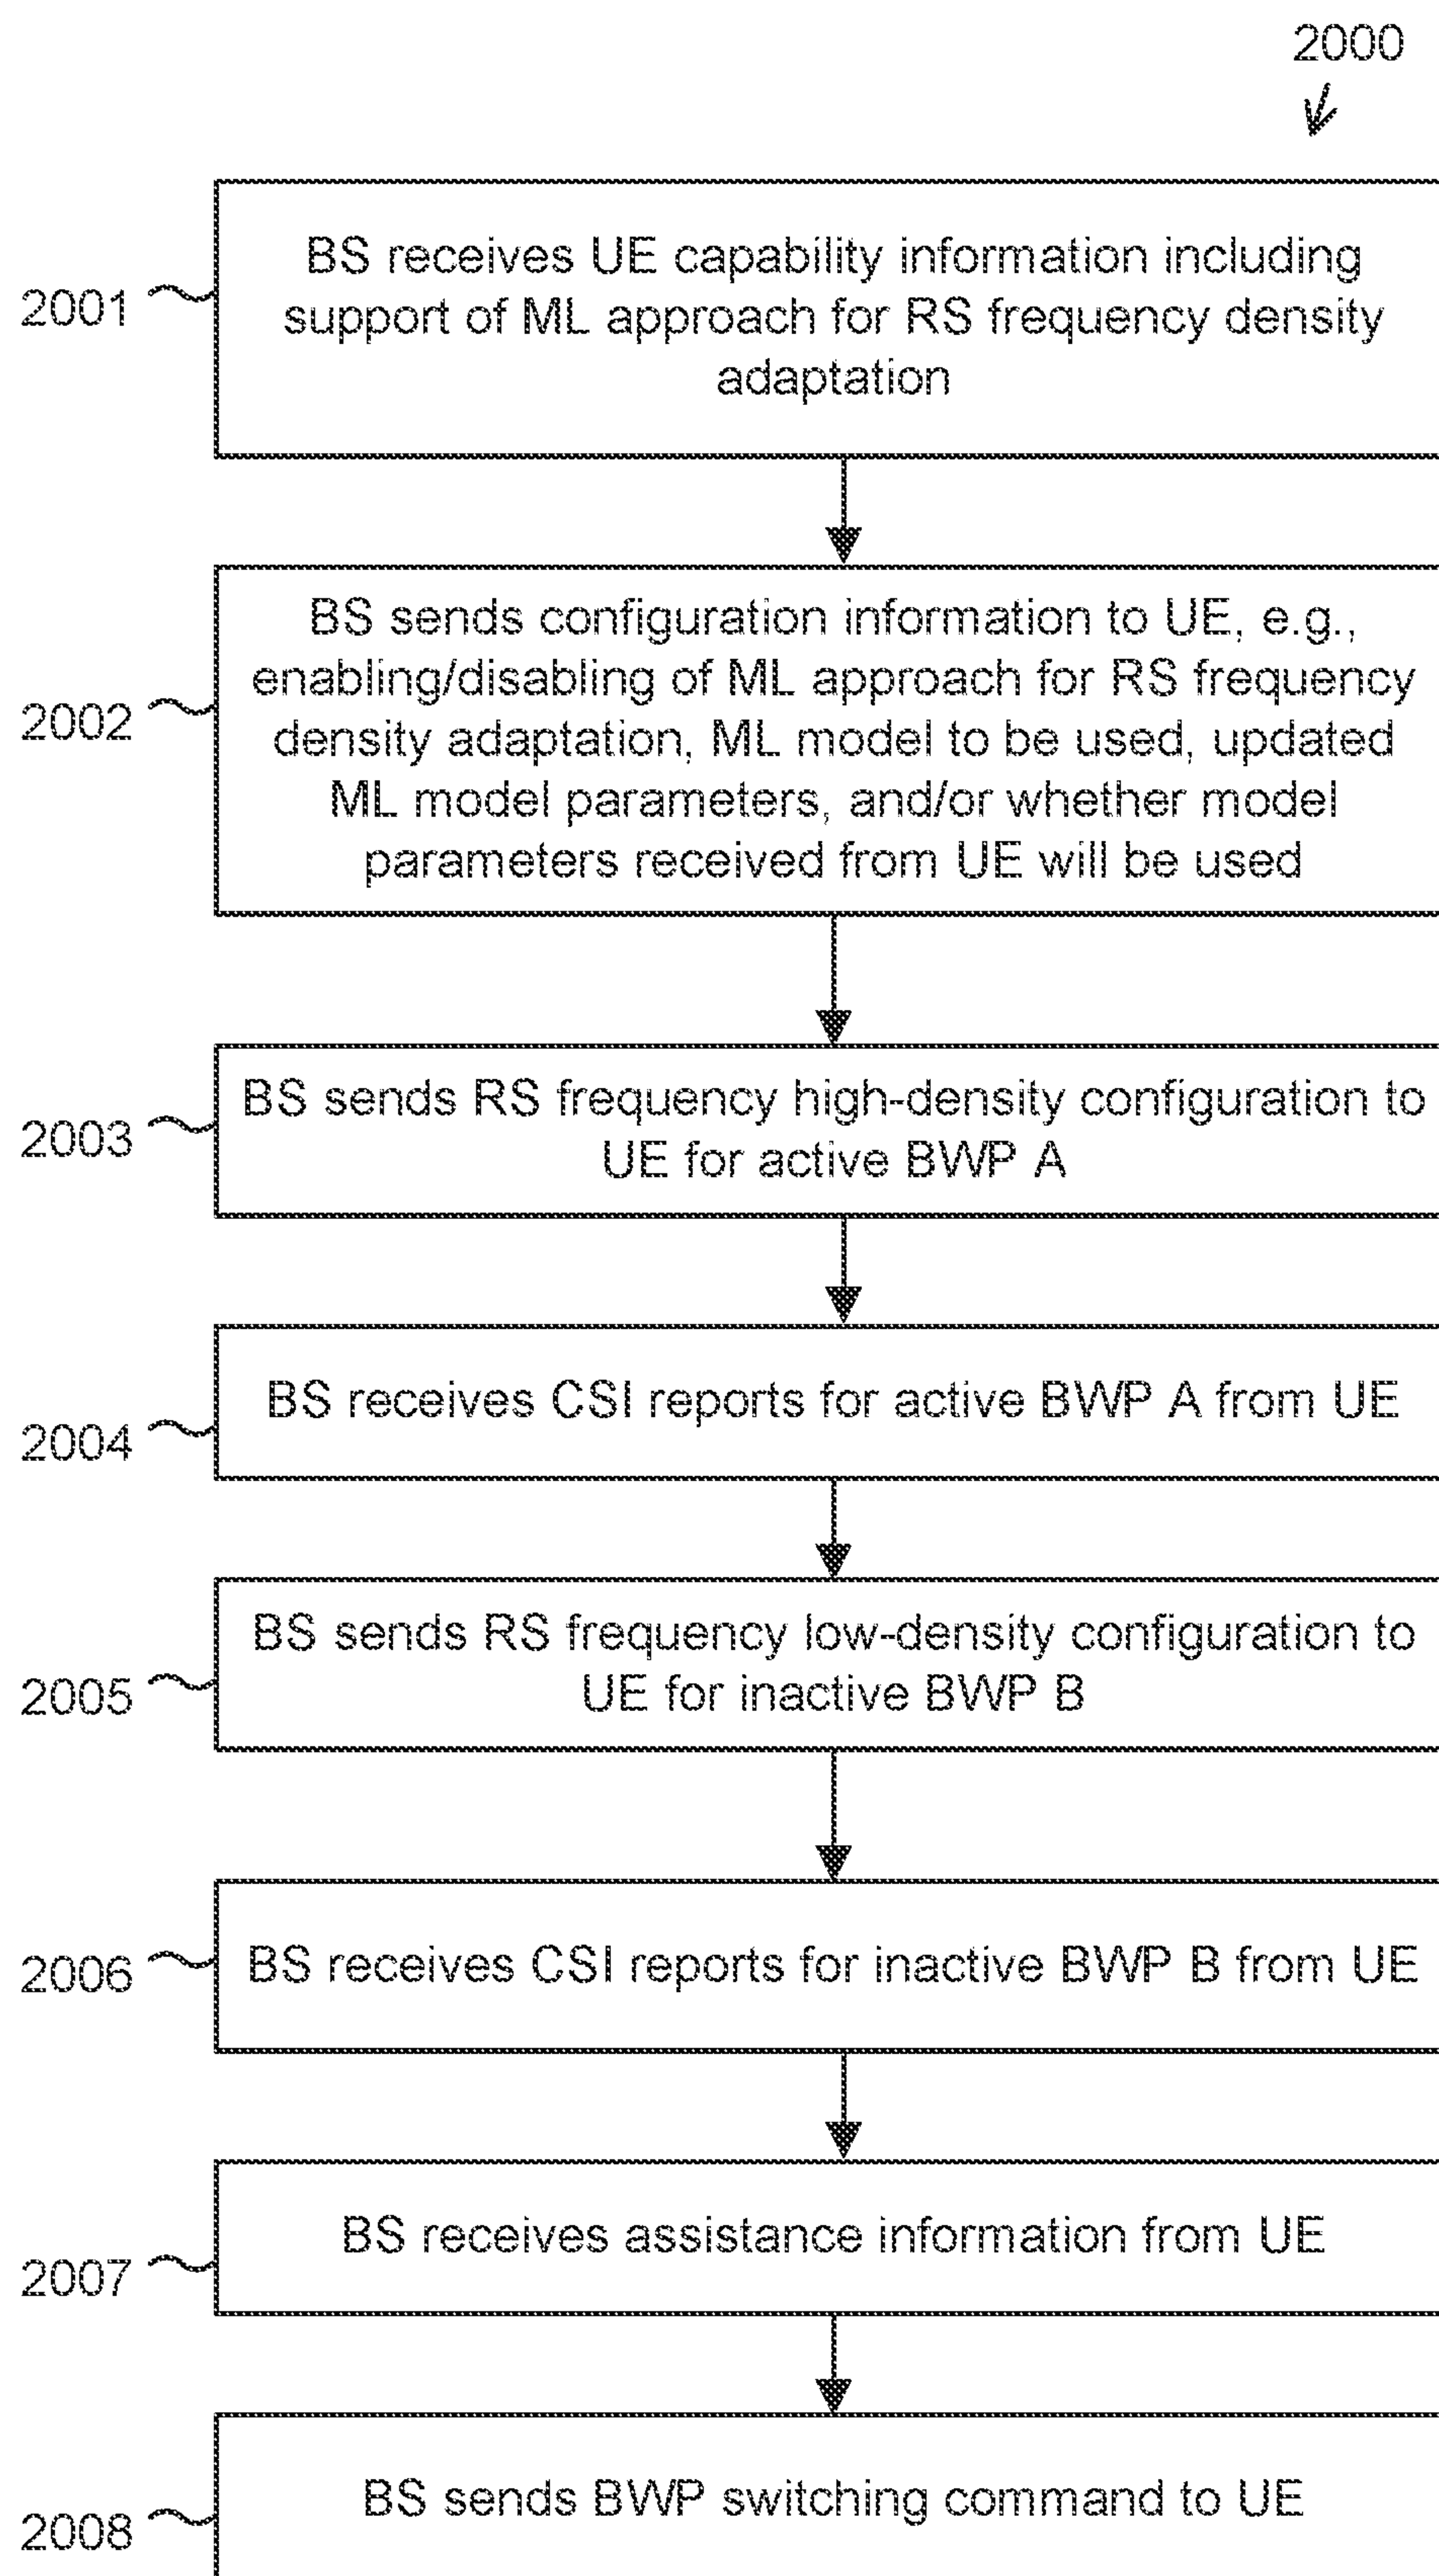 2000
2001
BS receives UE capability information including
support of ML approach for RS frequency density
adaptation
2002
BS sends configuration information to UE, e.g.,
enabling/disabling of ML approach for RS frequency
density adaptation, ML model to be used, updated
ML model parameters, and/or whether model
parameters received from UE will be used
2003
BS sends RS frequency high-density configuration to
UE for active BWP A
2004
BS receives CSI reports for active BWP A from UE
2005
BS sends RS frequency low-density configuration to
UE for inactive BWP B
2006
BS receives CSI reports for inactive BWP B from UE
2007
BS receives assistance information from UE
2008
BS sends BWP switching command to UE